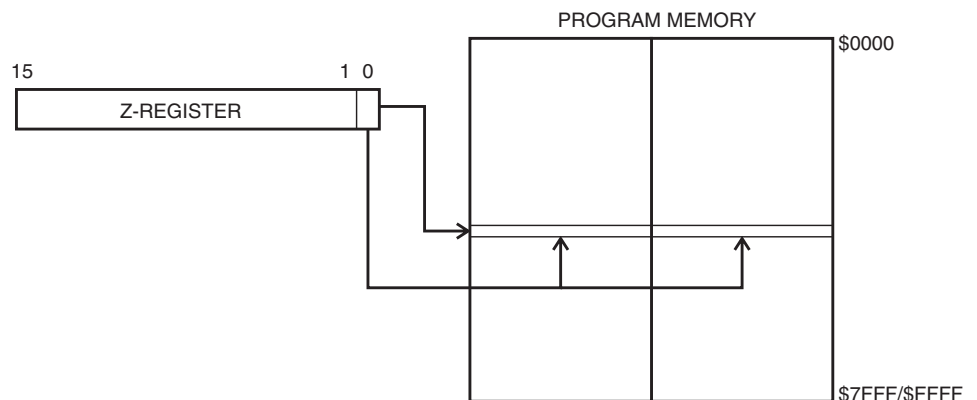 PROGRAM MEMORY
$0000
15 1 0
Z-REGISTER
$7FFF/$FFFF